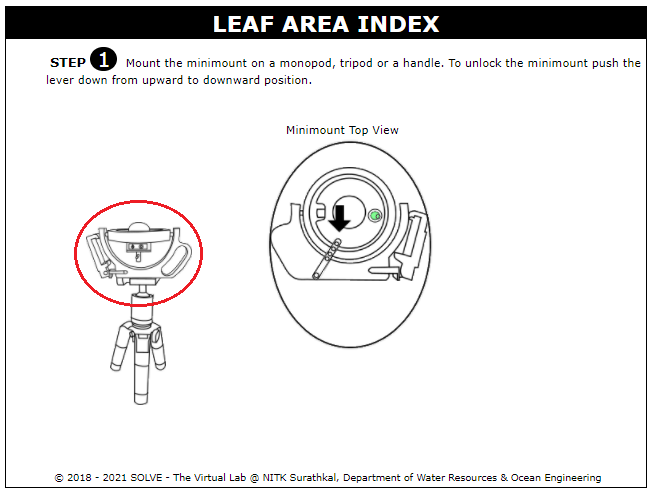 LEAF AREA INDEX
STEP 1 Mount the minimount on a monopod, tripod or a handle. To unlock the minimount push the
lever down from upward to downward position.
Minimount Top View
© 2018 - 2021 SOLVE - The Virtual Lab @ NITK Surathkal, Department of Water Resources & Ocean Engineering